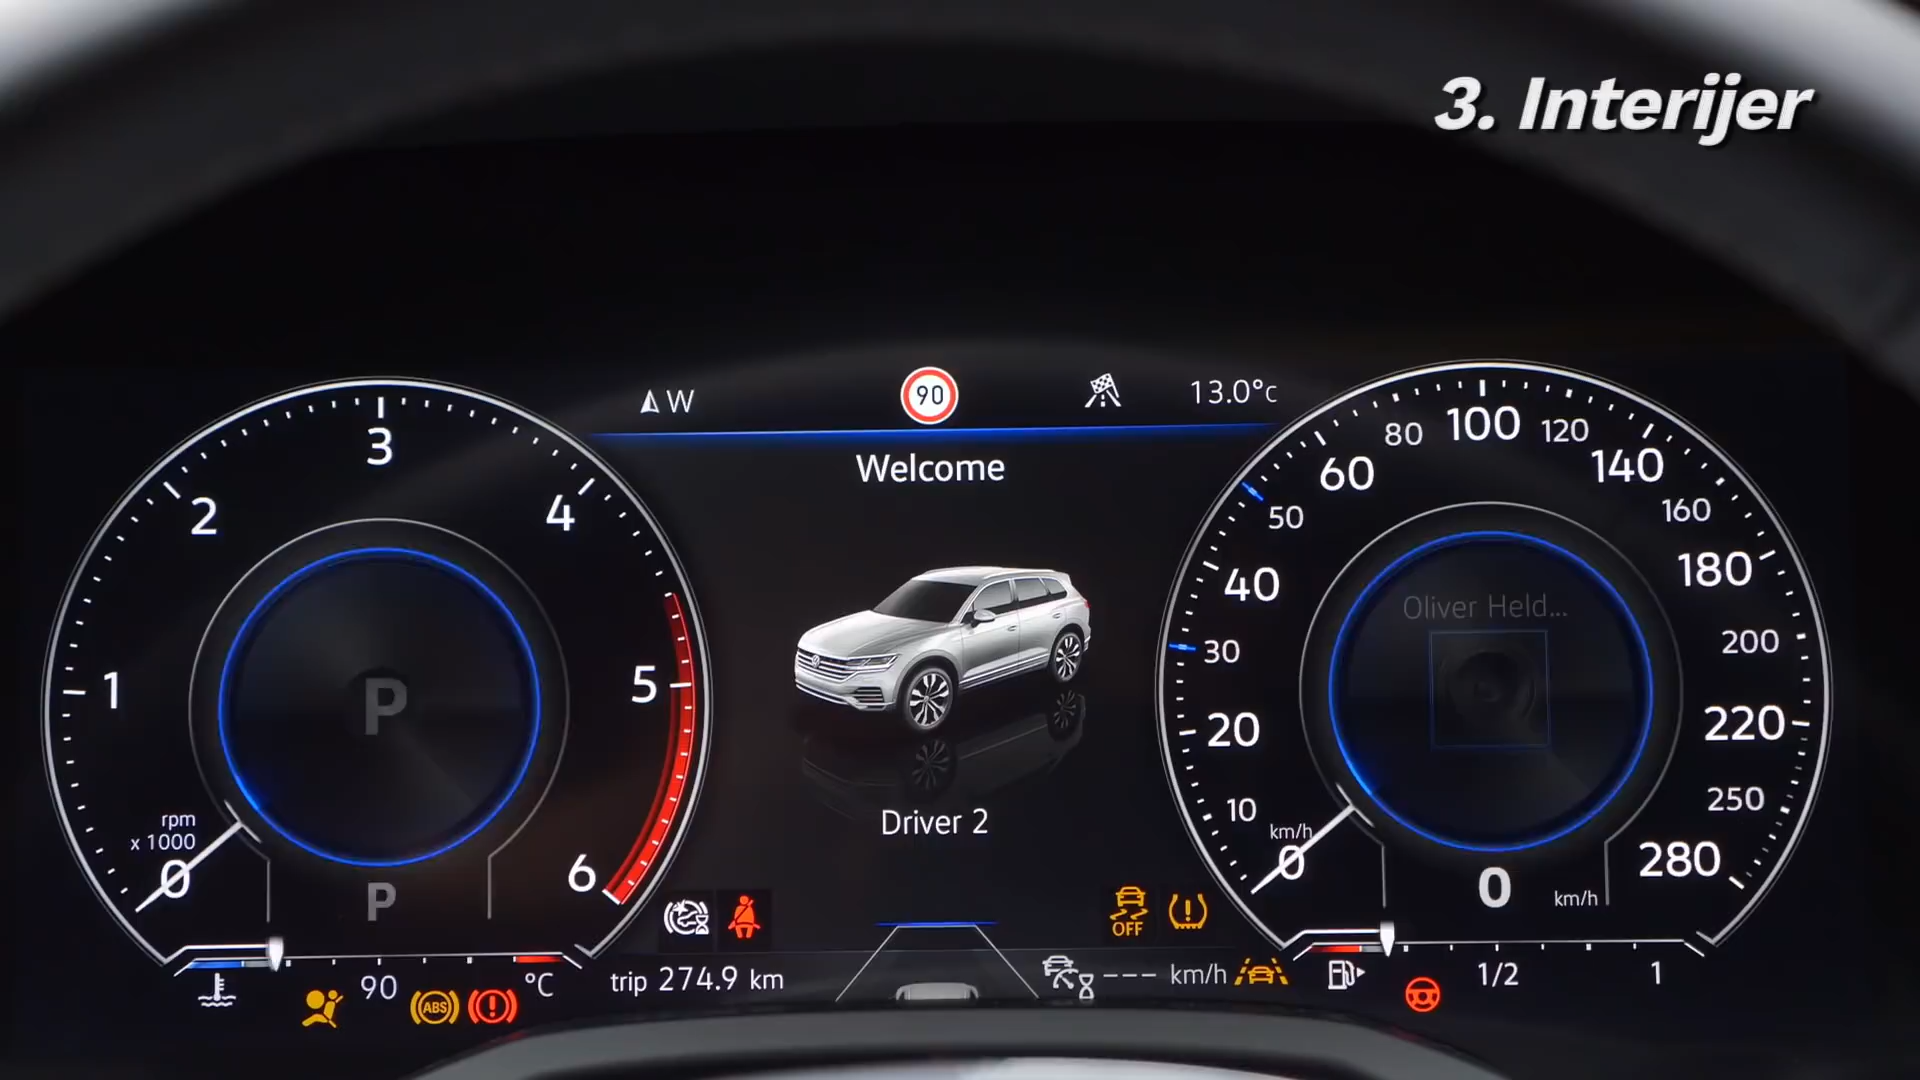 3. Interijer
W
90
13.0°C
Welcome
0
1
2
3
4
5
6
rpm
x 1000
P
P
0
10
20
30
40
50
60
80
100
120
140
160
180
200
220
250
280
km/h
Oliver Held...
0 km/h
Driver 2
OFF
trip 274.9 km
--- km/h
90
°C
ABS
1/2
1